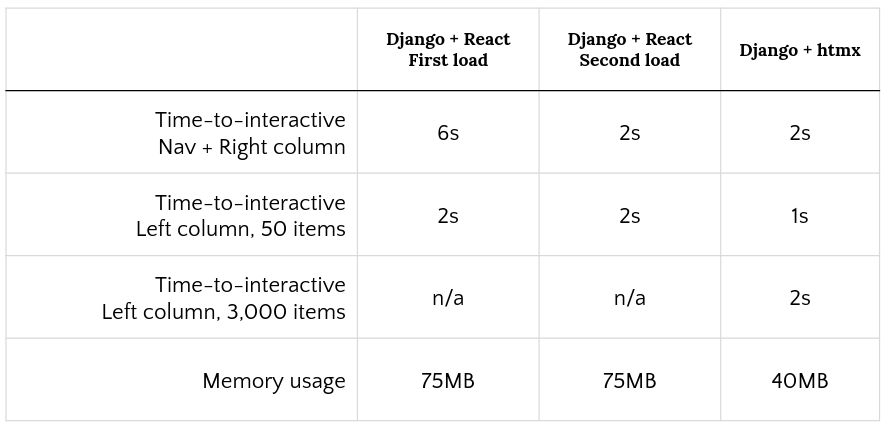 Django + React
First load
Django + React
Second load
Django + htmx
Time-to-interactive
Nav + Right column
6s
2s
2s
Time-to-interactive
Left column, 50 items
2s
2s
1s
Time-to-interactive
Left column, 3,000 items
n/a
n/a
2s
Memory usage
75MB
75MB
40MB